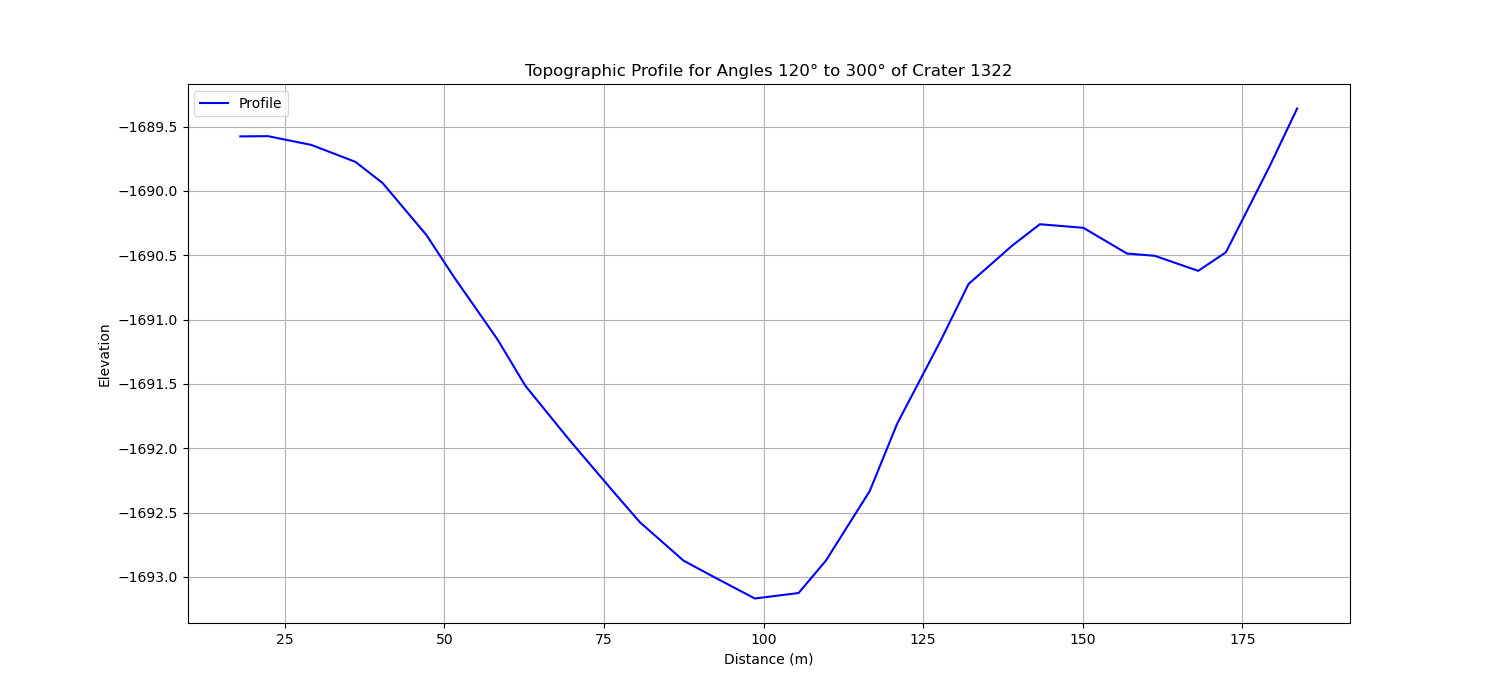 Topographic Profile for Angles 120° to 300° of Crater 1322
Profile
−1689.5
−1690.0
−1690.5
−1691.0
−1691.5
−1692.0
−1692.5
−1693.0
Elevation
25 50 75 100 125 150 175
Distance (m)